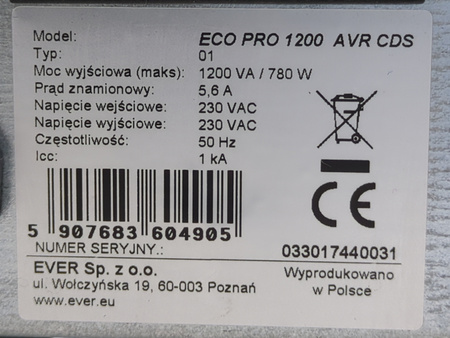 Model: ECO PRO 1200 AVR CDS
Typ: 01
Moc wyjściowa (maks): 1200 VA / 780 W
Prąd znamionowy: 5,6 A
Napięcie wejściowe: 230 VAC
Napięcie wyjściowe: 230 VAC
Częstotliwość: 50 Hz
Icc: 1 kA
CE
5 907683 604905
NUMER SERYJNY.: 033017440031
EVER Sp. z o.o.
ul. Wołczyńska 19, 60-003 Poznań
www.ever.eu
Wyprodukowano
w Polsce